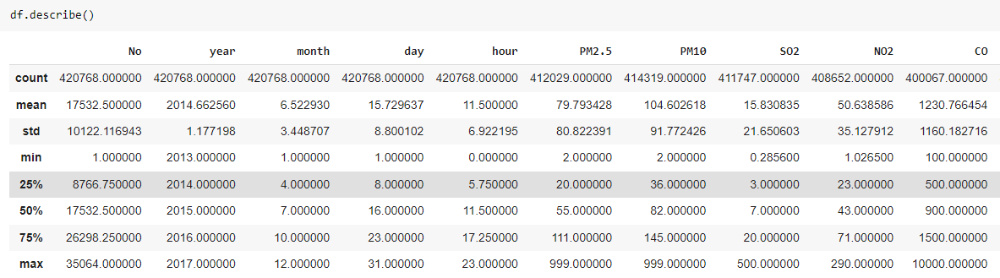 df.describe()
No year month day hour PM2.5 PM10 SO2 NO2 CO
count 420768.000000 420768.000000 420768.000000 420768.000000 420768.000000 412029.000000 414319.000000 411747.000000 408652.000000 400067.000000
mean 17532.500000 2014.662560 6.522930 15.729637 11.500000 79.793428 104.602618 15.830835 50.638586 1230.766454
std 10122.116943 1.177198 3.448707 8.800102 6.922195 80.822391 91.772426 21.650603 35.127912 1160.182716
min 1.000000 2013.000000 1.000000 1.000000 0.000000 2.000000 2.000000 0.285600 1.026500 100.000000
25% 8766.750000 2014.000000 4.000000 8.000000 5.750000 20.000000 36.000000 3.000000 23.000000 500.000000
50% 17532.500000 2015.000000 7.000000 16.000000 11.500000 55.000000 82.000000 7.000000 43.000000 900.000000
75% 26298.250000 2016.000000 10.000000 23.000000 17.250000 111.000000 145.000000 20.000000 71.000000 1500.000000
max 35064.000000 2017.000000 12.000000 31.000000 23.000000 999.000000 999.000000 500.000000 290.000000 10000.000000